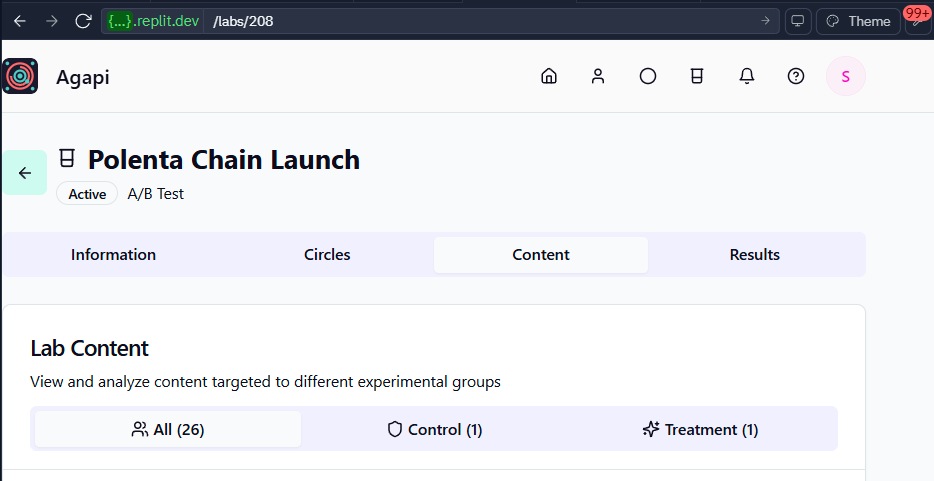 {...}.replit.dev /labs/208 Theme 99+
Agapi S
Polenta Chain Launch
Active A/B Test
Information Circles Content Results
Lab Content
View and analyze content targeted to different experimental groups
All (26) Control (1) Treatment (1)